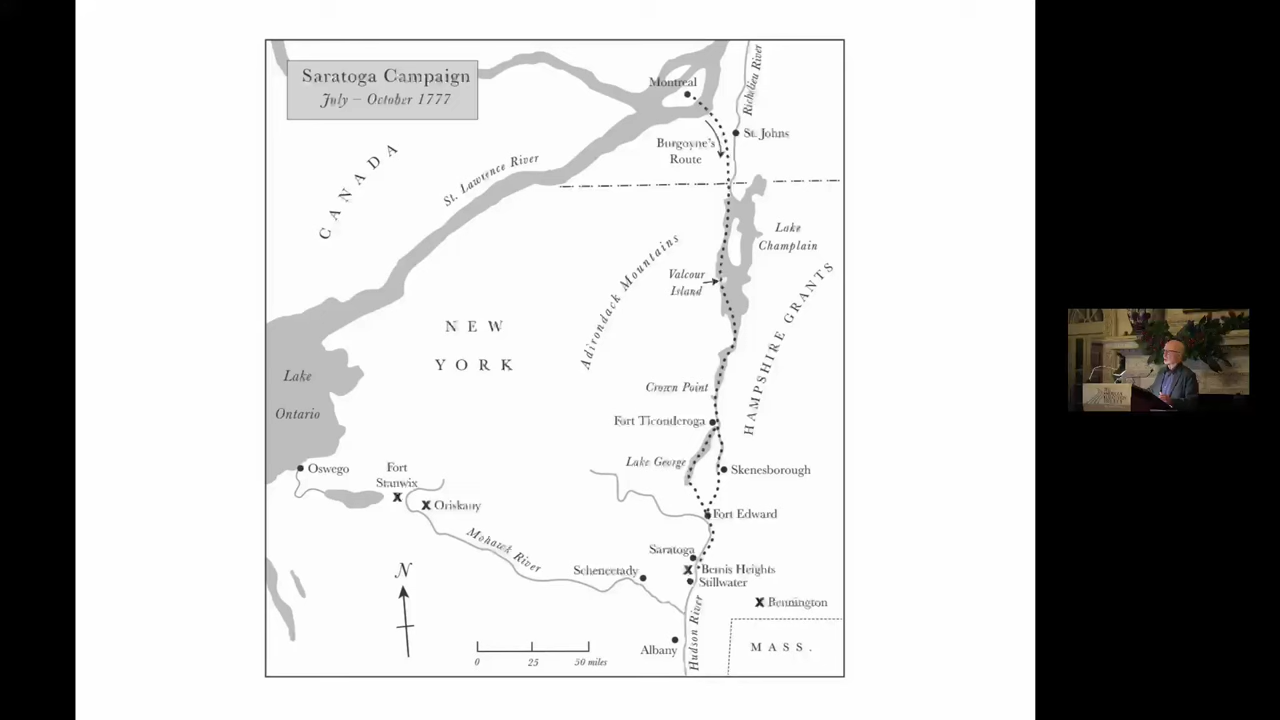 Saratoga Campaign
July – October 1777
Montreal
Richelieu River
St. Johns
Burgoyne's
Route
CANADA
St. Lawrence River
Lake
Champlain
Adirondack Mountains
Valcour
Island
HAMPSHIRE GRANTS
NEW
YORK
Lake
Ontario
Crown Point
Fort Ticonderoga
Lake George
Skenesborough
Oswego
Fort
Stanwix
X
X Oriskany
Fort Edward
Mohawk River
Saratoga
X Bemis Heights
Schenectady
Stillwater
N
X Bennington
Hudson River
Albany
MASS.
0 25 50 miles